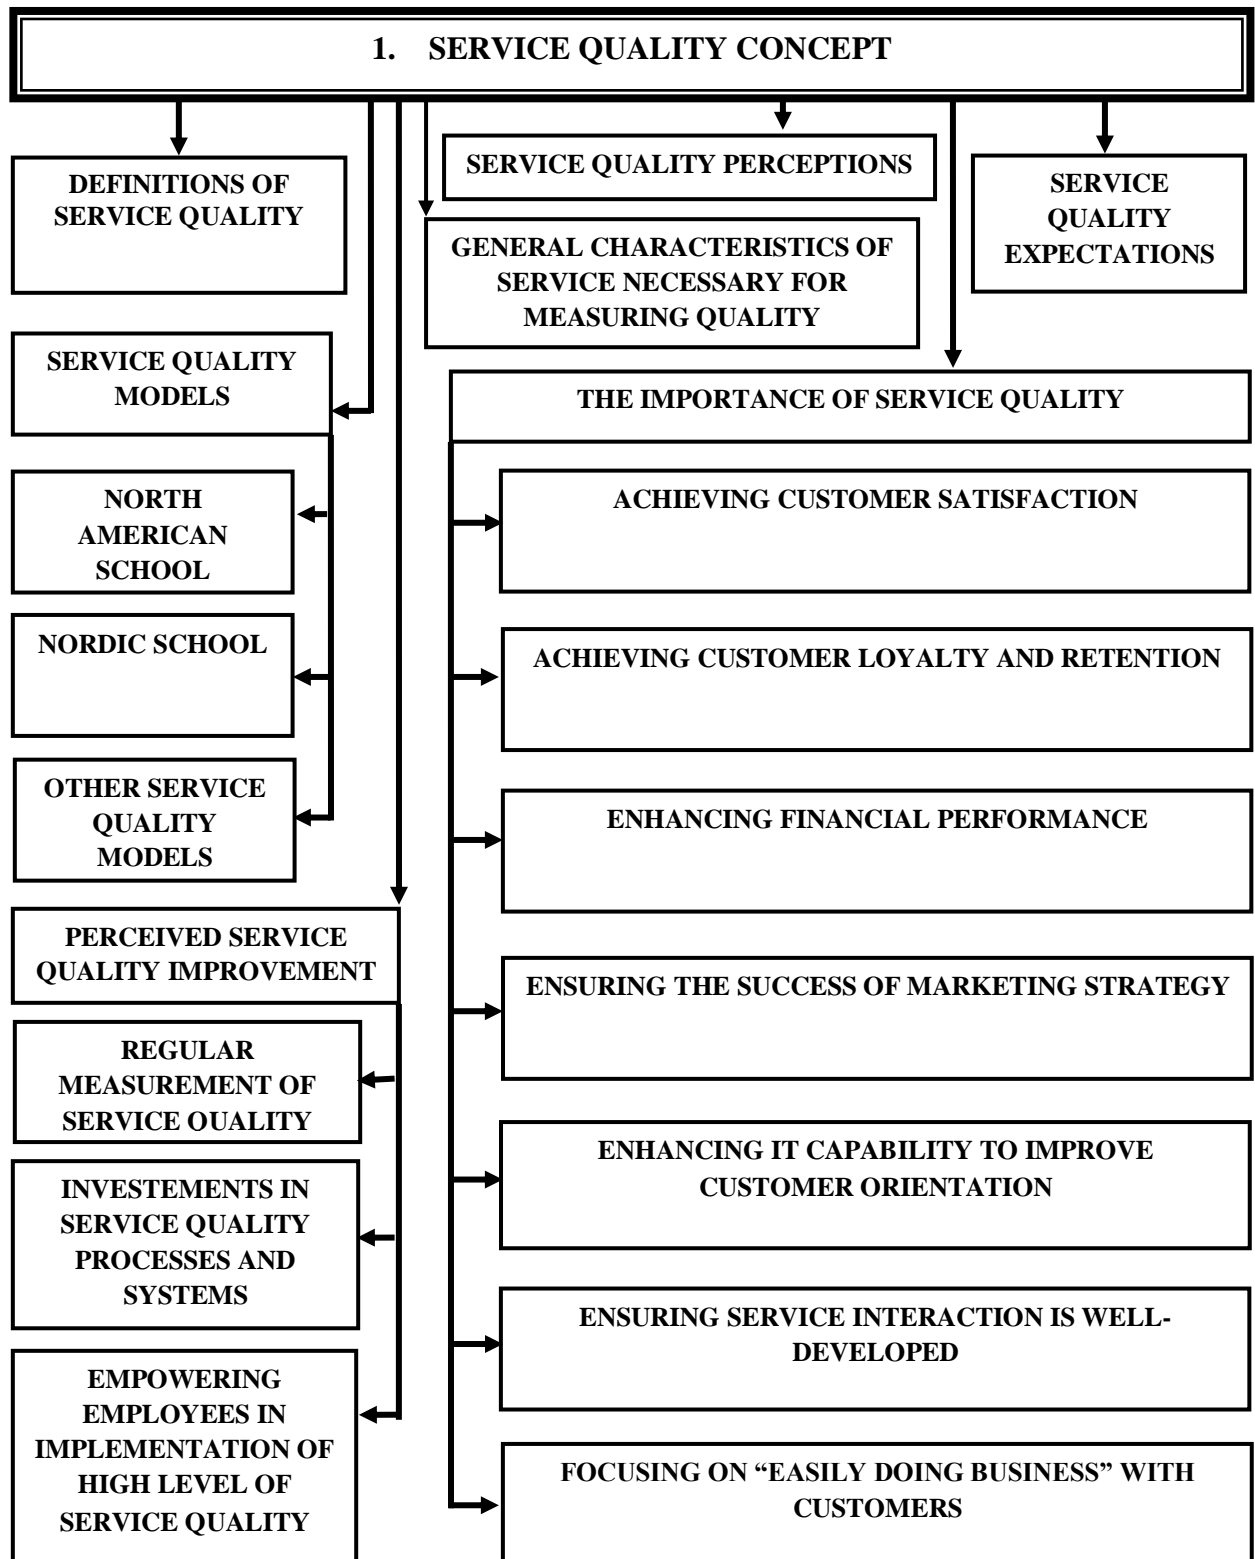 1. SERVICE QUALITY CONCEPT
DEFINITIONS OF
SERVICE QUALITY
SERVICE QUALITY PERCEPTIONS
SERVICE
QUALITY
EXPECTATIONS
GENERAL CHARACTERISTICS OF
SERVICE NECESSARY FOR
MEASURING QUALITY
SERVICE QUALITY
MODELS
NORTH
AMERICAN
SCHOOL
NORDIC SCHOOL
OTHER SERVICE
QUALITY
MODELS
PERCEIVED SERVICE
QUALITY IMPROVEMENT
REGULAR
MEASUREMENT OF
SERVICE QUALITY
INVESTEMENTS IN
SERVICE QUALITY
PROCESSES AND
SYSTEMS
EMPOWERING
EMPLOYEES IN
IMPLEMENTATION OF
HIGH LEVEL OF
SERVICE QUALITY
THE IMPORTANCE OF SERVICE QUALITY
ACHIEVING CUSTOMER SATISFACTION
ACHIEVING CUSTOMER LOYALTY AND RETENTION
ENHANCING FINANCIAL PERFORMANCE
ENSURING THE SUCCESS OF MARKETING STRATEGY
ENHANCING IT CAPABILITY TO IMPROVE
CUSTOMER ORIENTATION
ENSURING SERVICE INTERACTION IS WELL-
DEVELOPED
FOCUSING ON “EASILY DOING BUSINESS” WITH
CUSTOMERS